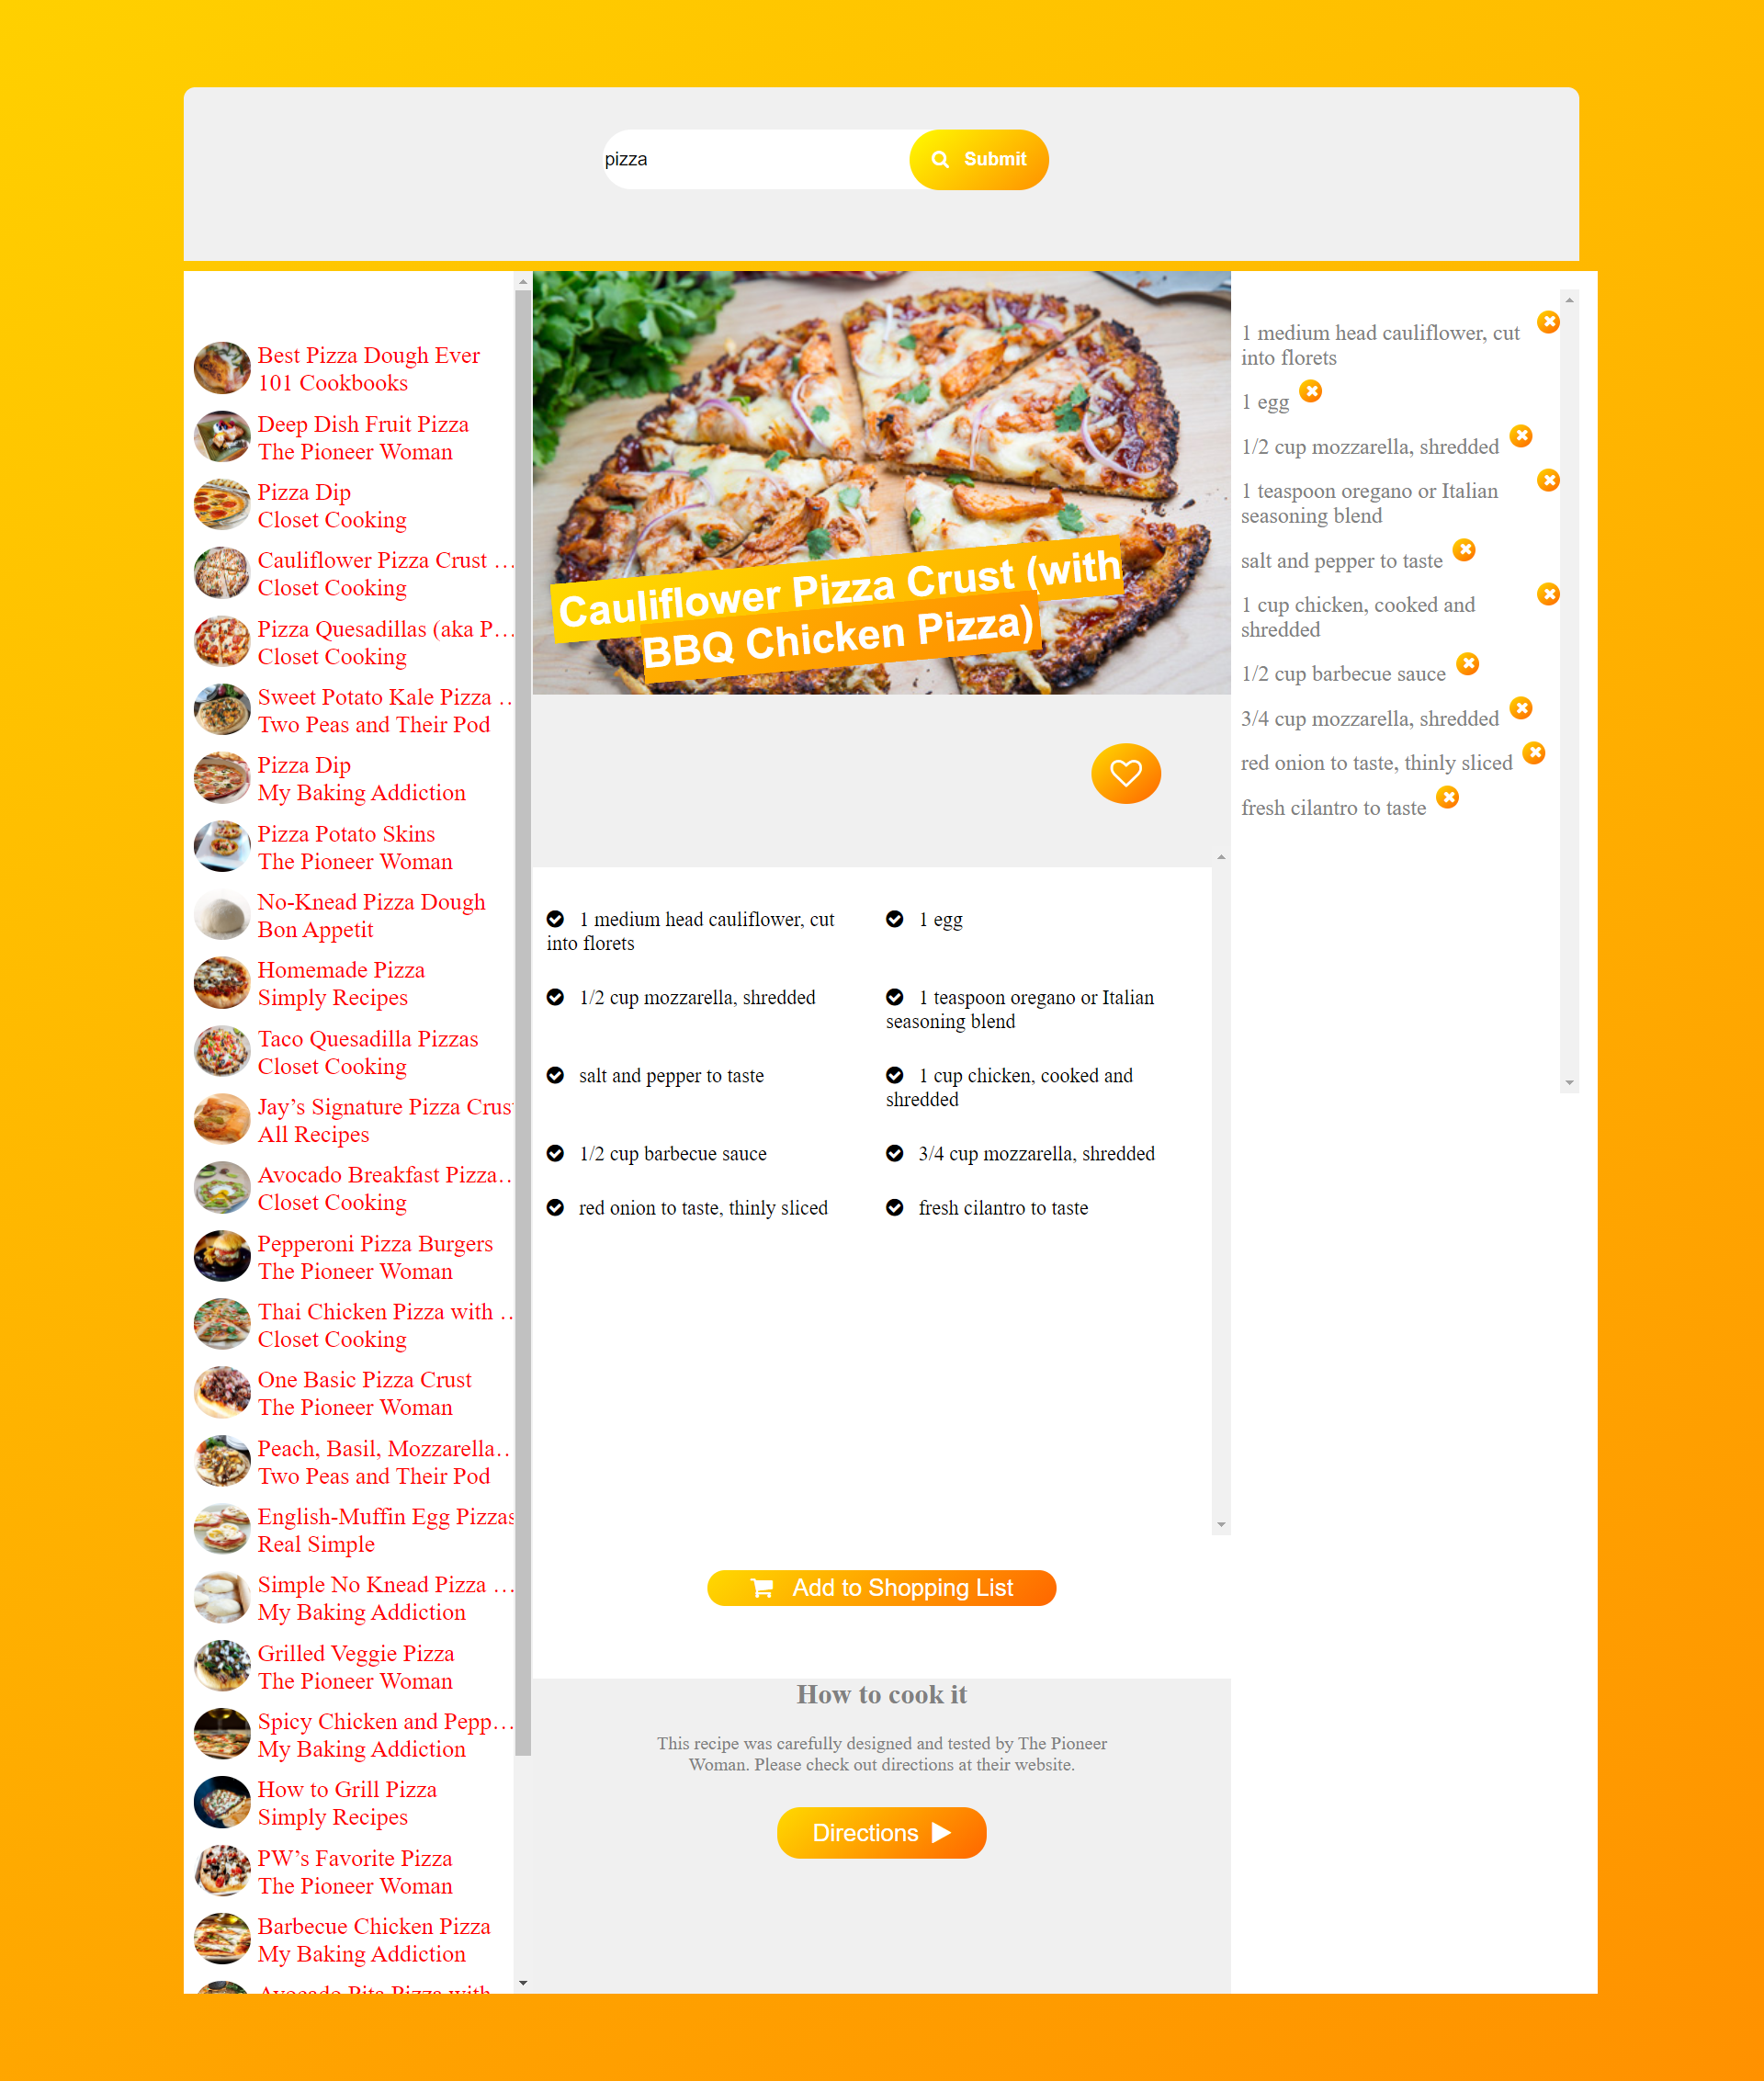 pizza
Submit
Best Pizza Dough Ever
101 Cookbooks
Deep Dish Fruit Pizza
The Pioneer Woman
Pizza Dip
Closet Cooking
Cauliflower Pizza Crust …
Closet Cooking
Pizza Quesadillas (aka P…
Closet Cooking
Sweet Potato Kale Pizza …
Two Peas and Their Pod
Pizza Dip
My Baking Addiction
Pizza Potato Skins
The Pioneer Woman
No-Knead Pizza Dough
Bon Appetit
Homemade Pizza
Simply Recipes
Taco Quesadilla Pizzas
Closet Cooking
Jay’s Signature Pizza Crust
All Recipes
Avocado Breakfast Pizza…
Closet Cooking
Pepperoni Pizza Burgers
The Pioneer Woman
Thai Chicken Pizza with …
Closet Cooking
One Basic Pizza Crust
The Pioneer Woman
Peach, Basil, Mozzarella…
Two Peas and Their Pod
English-Muffin Egg Pizzas
Real Simple
Simple No Knead Pizza …
My Baking Addiction
Grilled Veggie Pizza
The Pioneer Woman
Spicy Chicken and Pepp…
My Baking Addiction
How to Grill Pizza
Simply Recipes
PW’s Favorite Pizza
The Pioneer Woman
Barbecue Chicken Pizza
My Baking Addiction
Avocado Pita Pizza with
Cauliflower Pizza Crust (with
BBQ Chicken Pizza)
1 medium head cauliflower, cut
into florets
1 egg
1/2 cup mozzarella, shredded
1 teaspoon oregano or Italian
seasoning blend
salt and pepper to taste
1 cup chicken, cooked and
shredded
1/2 cup barbecue sauce
3/4 cup mozzarella, shredded
red onion to taste, thinly sliced
fresh cilantro to taste
Add to Shopping List
How to cook it
This recipe was carefully designed and tested by The Pioneer
Woman. Please check out directions at their website.
Directions
1 medium head cauliflower, cut
into florets
1 egg
1/2 cup mozzarella, shredded
1 teaspoon oregano or Italian
seasoning blend
salt and pepper to taste
1 cup chicken, cooked and
shredded
1/2 cup barbecue sauce
3/4 cup mozzarella, shredded
red onion to taste, thinly sliced
fresh cilantro to taste